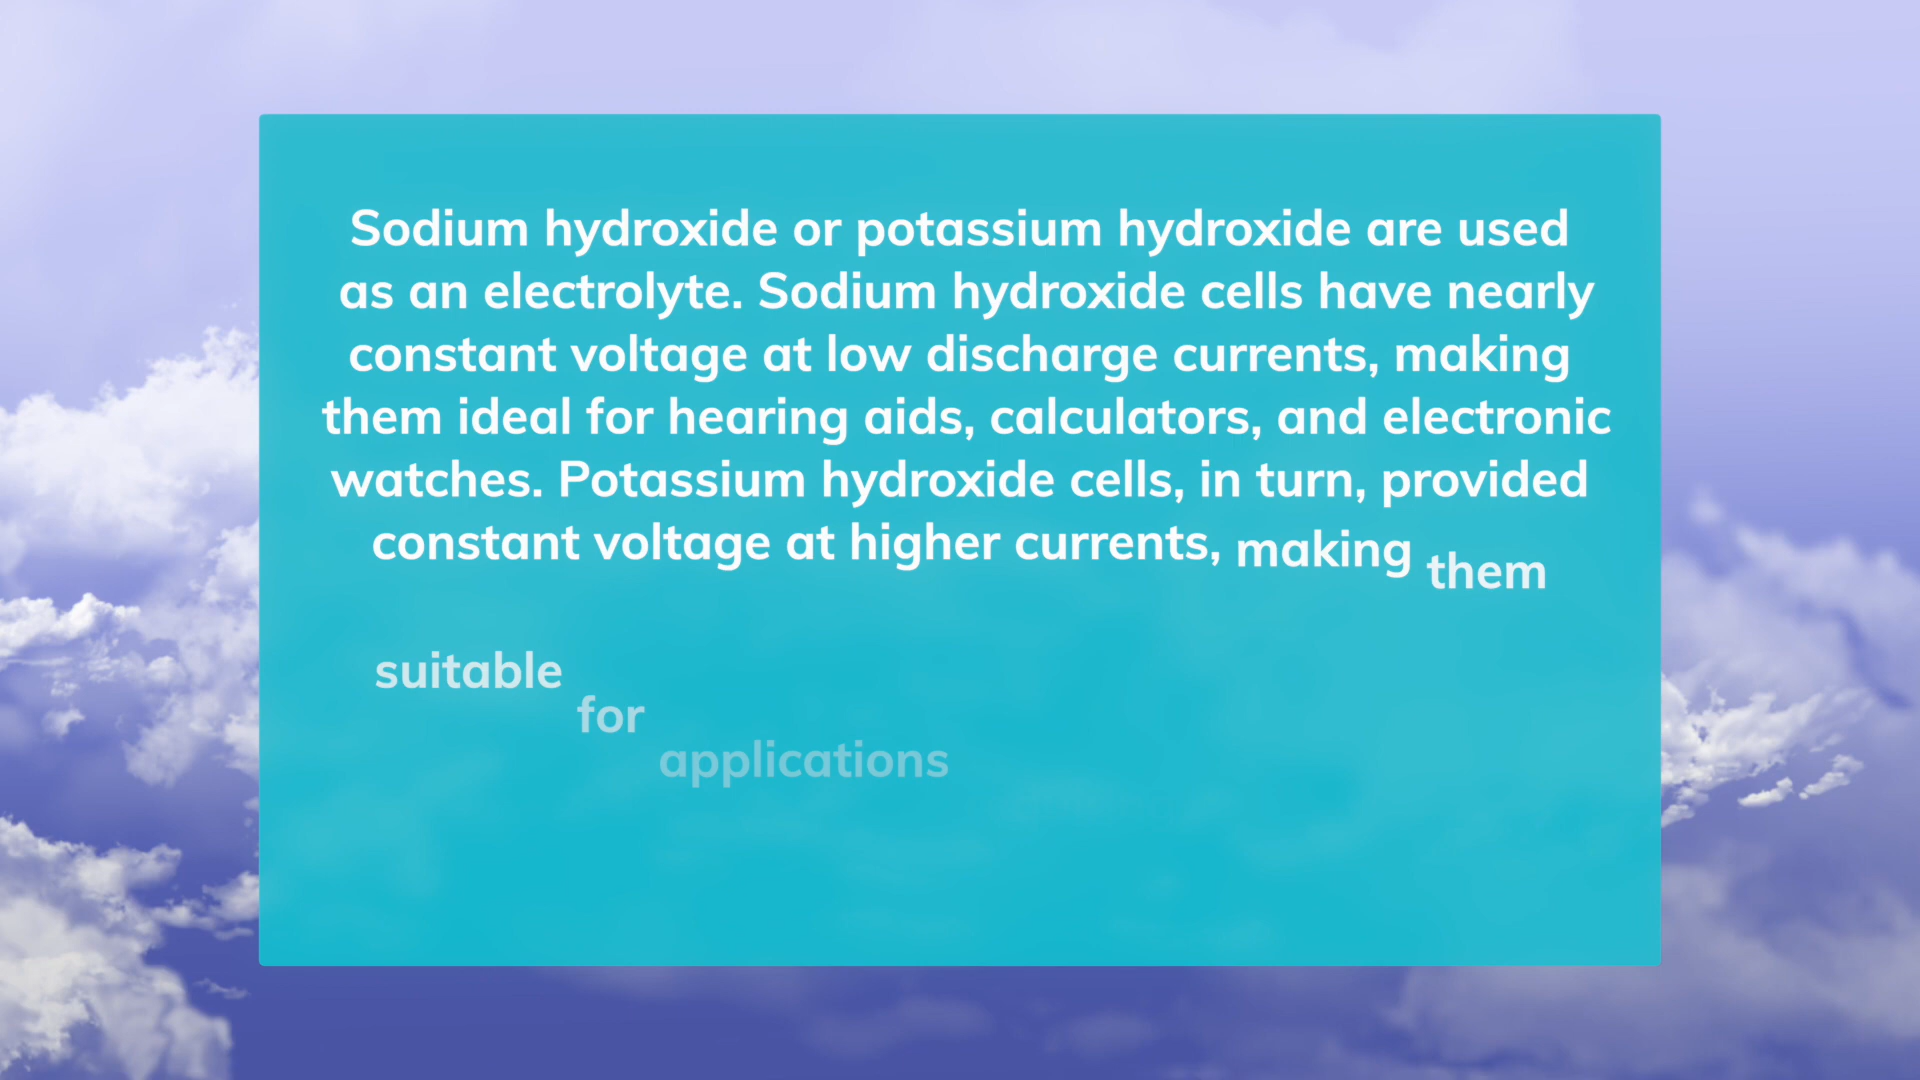 Sodium hydroxide or potassium hydroxide are used
as an electrolyte. Sodium hydroxide cells have nearly
constant voltage at low discharge currents, making
them ideal for hearing aids, calculators, and electronic
watches. Potassium hydroxide cells, in turn, provided
constant voltage at higher currents, making them
suitable for applications